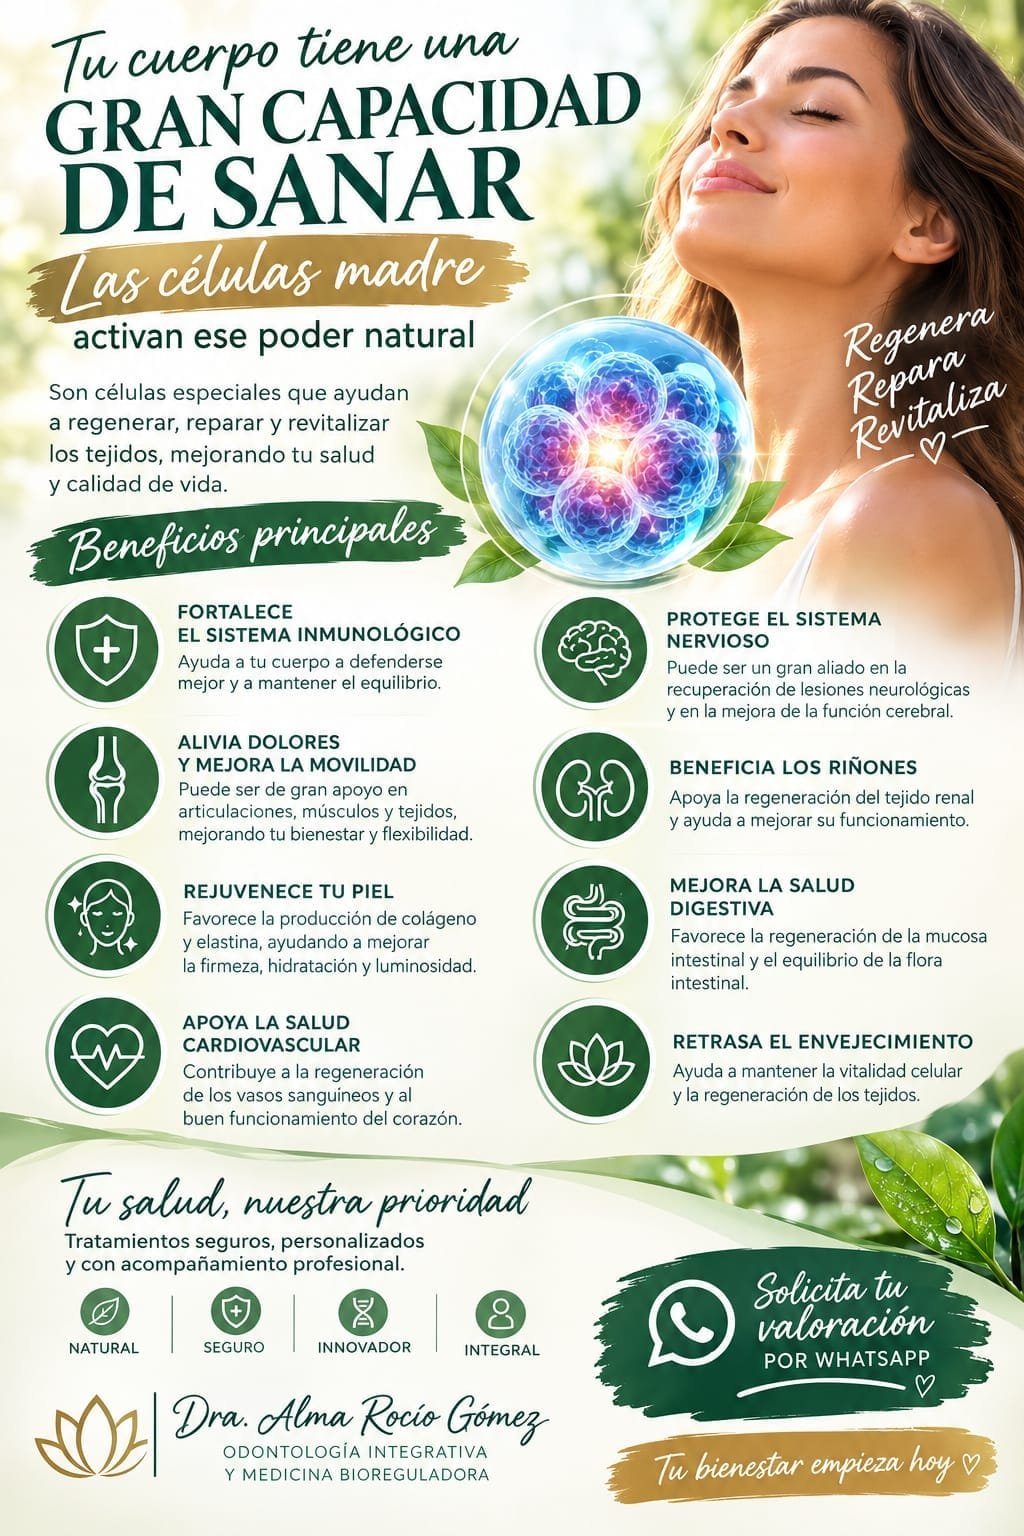 Tu cuerpo tiene una
GRAN CAPACIDAD
DE SANAR
Las células madre
activan ese poder natural
Son células especiales que ayudan
a regenerar, reparar y revitalizar
los tejidos, mejorando tu salud
y calidad de vida.
Regenera
Repara
Revitaliza
Beneficios principales
FORTALECE
EL SISTEMA INMUNOLÓGICO
Ayuda a tu cuerpo a defenderse
mejor y a mantener el equilibrio.
ALIVIA DOLORES
Y MEJORA LA MOVILIDAD
Puede ser de gran apoyo en
articulaciones, músculos y tejidos,
mejorando tu bienestar y flexibilidad.
REJUVENECE TU PIEL
Favorece la producción de colágeno
y elastina, ayudando a mejorar
la firmeza, hidratación y luminosidad.
APOYA LA SALUD
CARDIOVASCULAR
Contribuye a la regeneración
de los vasos sanguíneos y al
buen funcionamiento del corazón.
PROTEGE EL SISTEMA
NERVIOSO
Puede ser un gran aliado en la
recuperación de lesiones neurológicas
y en la mejora de la función cerebral.
BENEFICIA LOS RIÑONES
Apoya la regeneración del tejido renal
y ayuda a mejorar su funcionamiento.
MEJORA LA SALUD
DIGESTIVA
Favorece la regeneración de la mucosa
intestinal y el equilibrio de la flora
intestinal.
RETRASA EL ENVEJECIMIENTO
Ayuda a mantener la vitalidad celular
y la regeneración de los tejidos.
Tu salud, nuestra prioridad
Tratamientos seguros, personalizados
y con acompañamiento profesional.
NATURAL
SEGURO
INNOVADOR
INTEGRAL
Dra. Alma Rocío Gómez
ODONTOLOGÍA INTEGRATIVA
Y MEDICINA BIOREGULADORA
Solicita tu
valoración
POR WHATSAPP
Tu bienestar empieza hoy